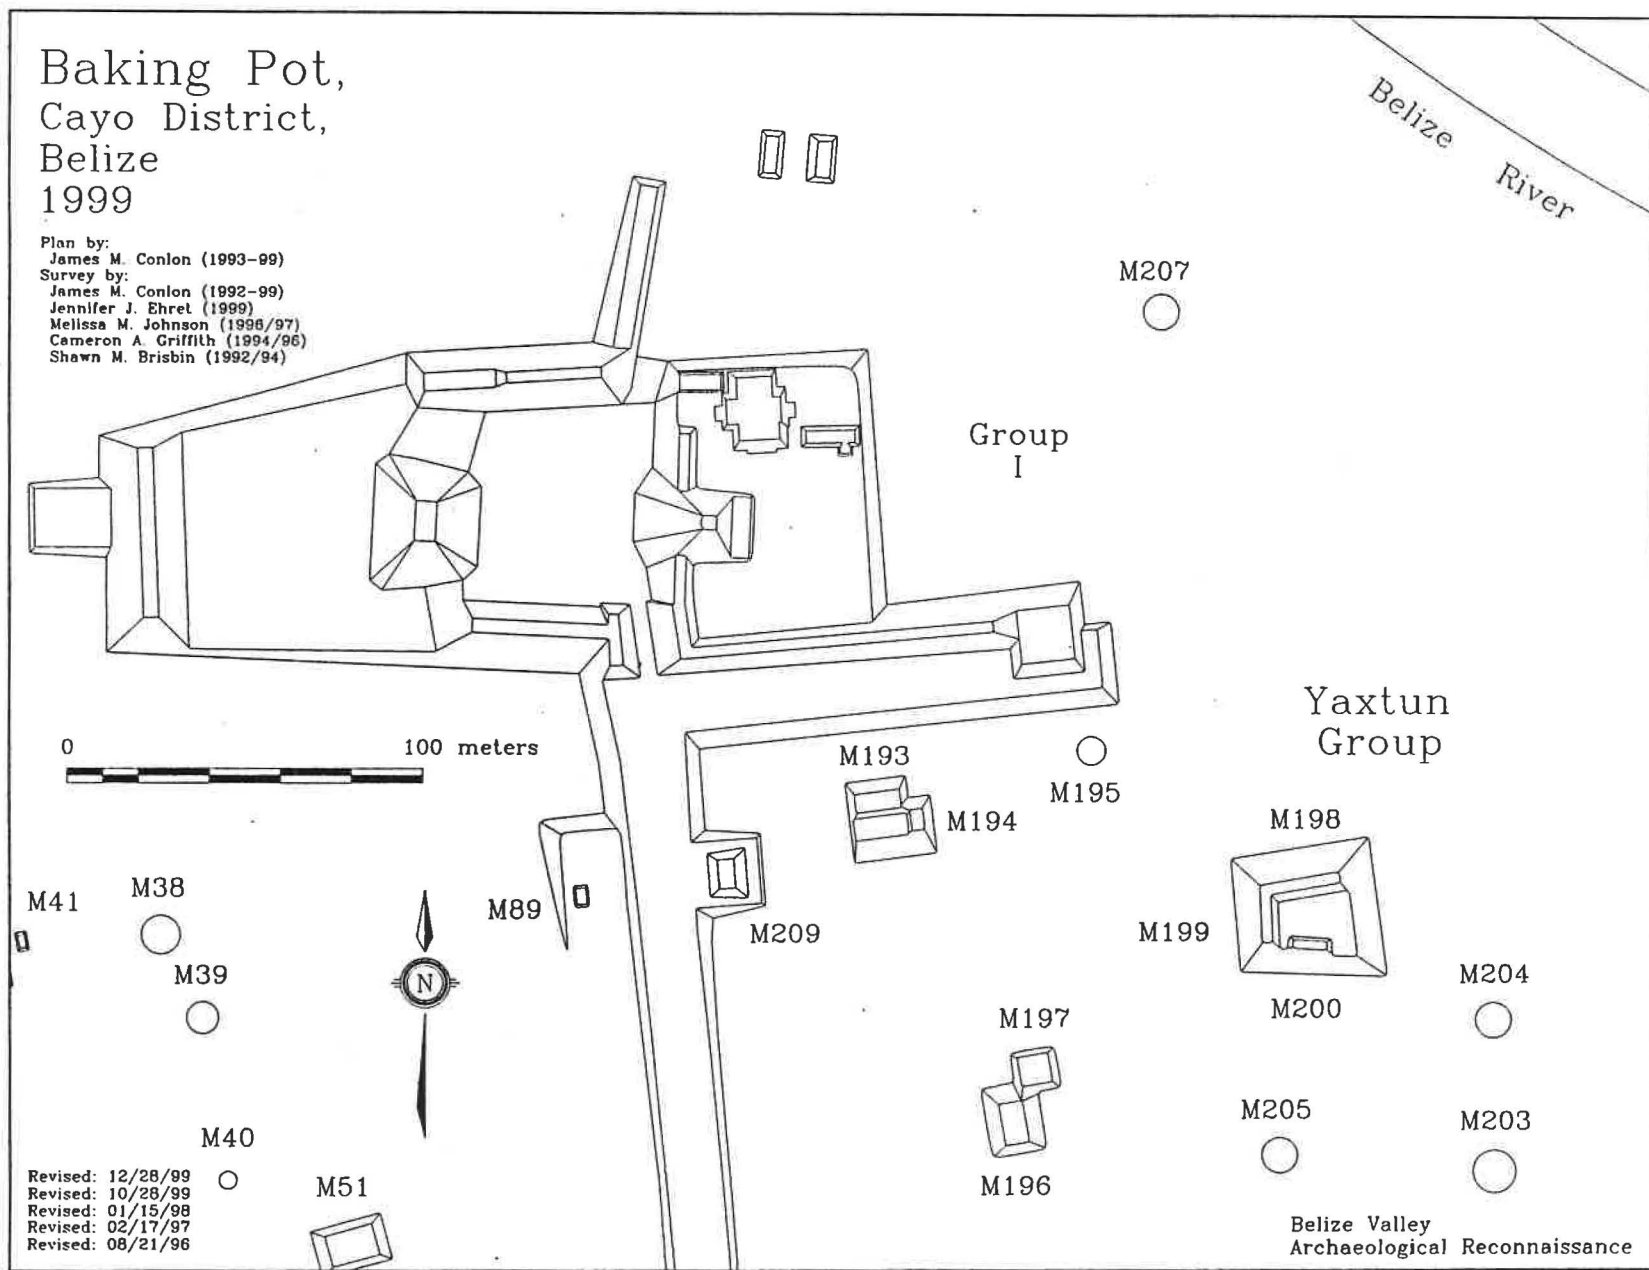 Baking Pot,
Cayo District,
Belize
1999
Plan by:
James M. Conlon (1993-99)
Survey by:
James M. Conlon (1992-99)
Jennifer J. Ehret (1999)
Melissa M. Johnson (1996/97)
Cameron A. Griffith (1994/96)
Shawn M. Brisbin (1992/94)
Belize River
M207
Group
I
Yaxtun
Group
0 100 meters
M193
M194
M195
M198
M199
M200
M41
M38
M39
M89
M209
N
M204
M197
M196
M205
M203
M40
M51
Revised: 12/28/99
Revised: 10/28/99
Revised: 01/15/98
Revised: 02/17/97
Revised: 08/21/96
Belize Valley
Archaeological Reconnaissance